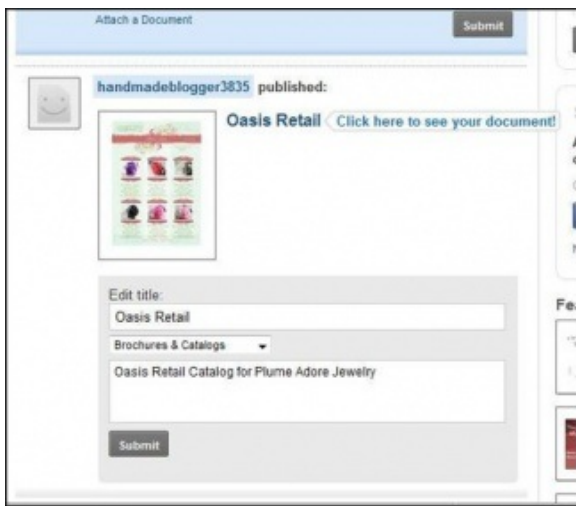 Attach a Document
Submit
handmadeblogger3835 published:
Oasis Retail Click here to see your document!
Edit title:
Oasis Retail
Brochures & Catalogs
Oasis Retail Catalog for Plume Adore Jewelry
Submit
Fea